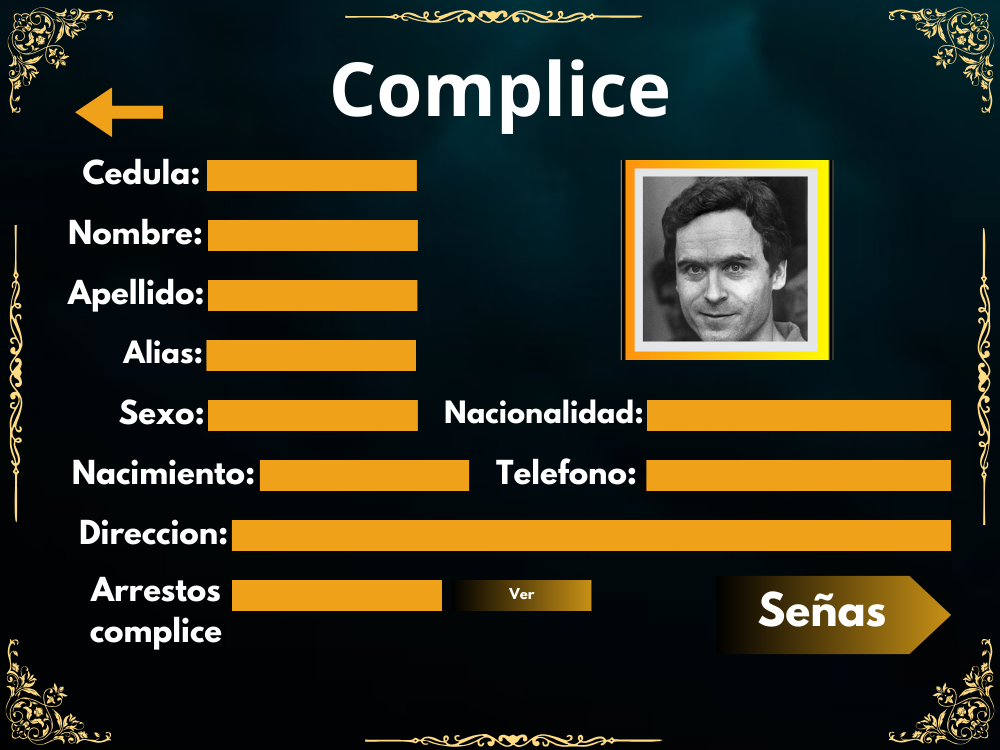 Complice
Cedula:
Nombre:
Apellido:
Alias:
Sexo:
Nacionalidad:
Nacimiento:
Telefono:
Direccion:
Arrestos
complice
Ver
Señas